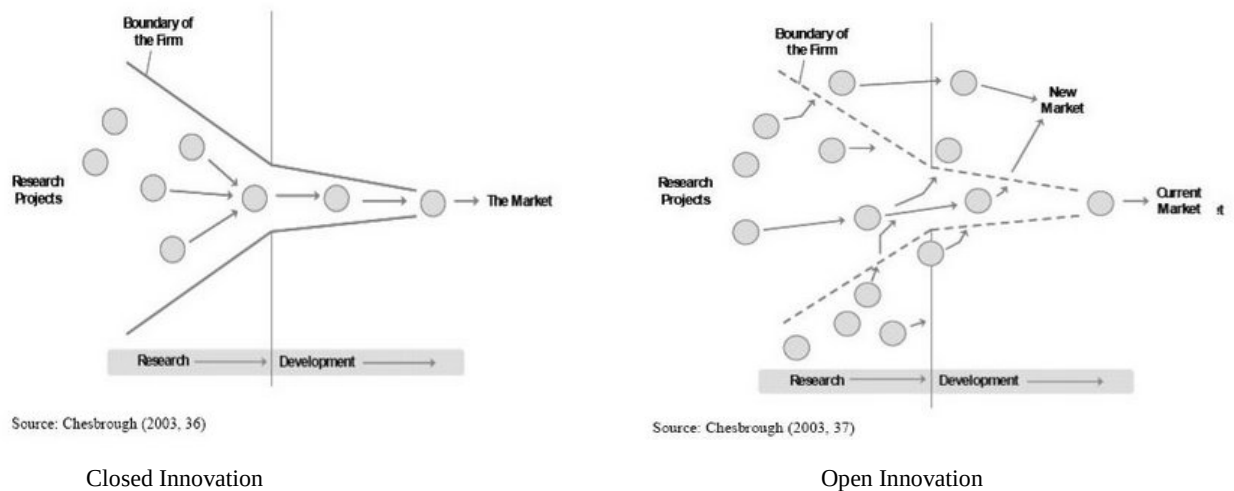 Boundary of
the Firm
Research
Projects
The Market
Research
Development
Source: Chesbrough (2003, 36)
Closed Innovation
Boundary of
the Firm
New
Market
Research
Projects
Current
Market
et
Research
Development
Source: Chesbrough (2003, 37)
Open Innovation